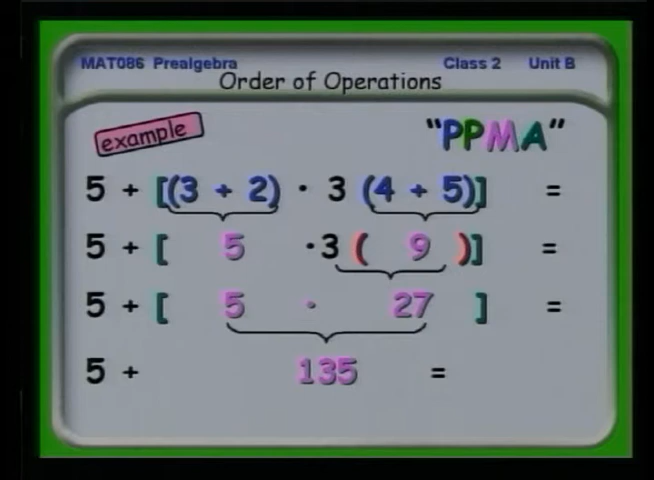 MAT086 Prealgebra Class 2 Unit B
Order of Operations
example "PPMA"
5 + [(3 + 2) · 3 (4 + 5)] =
5 + [ 5 · 3 ( 9 )] =
5 + [ 5 · 27 ] =
5 + 135 =